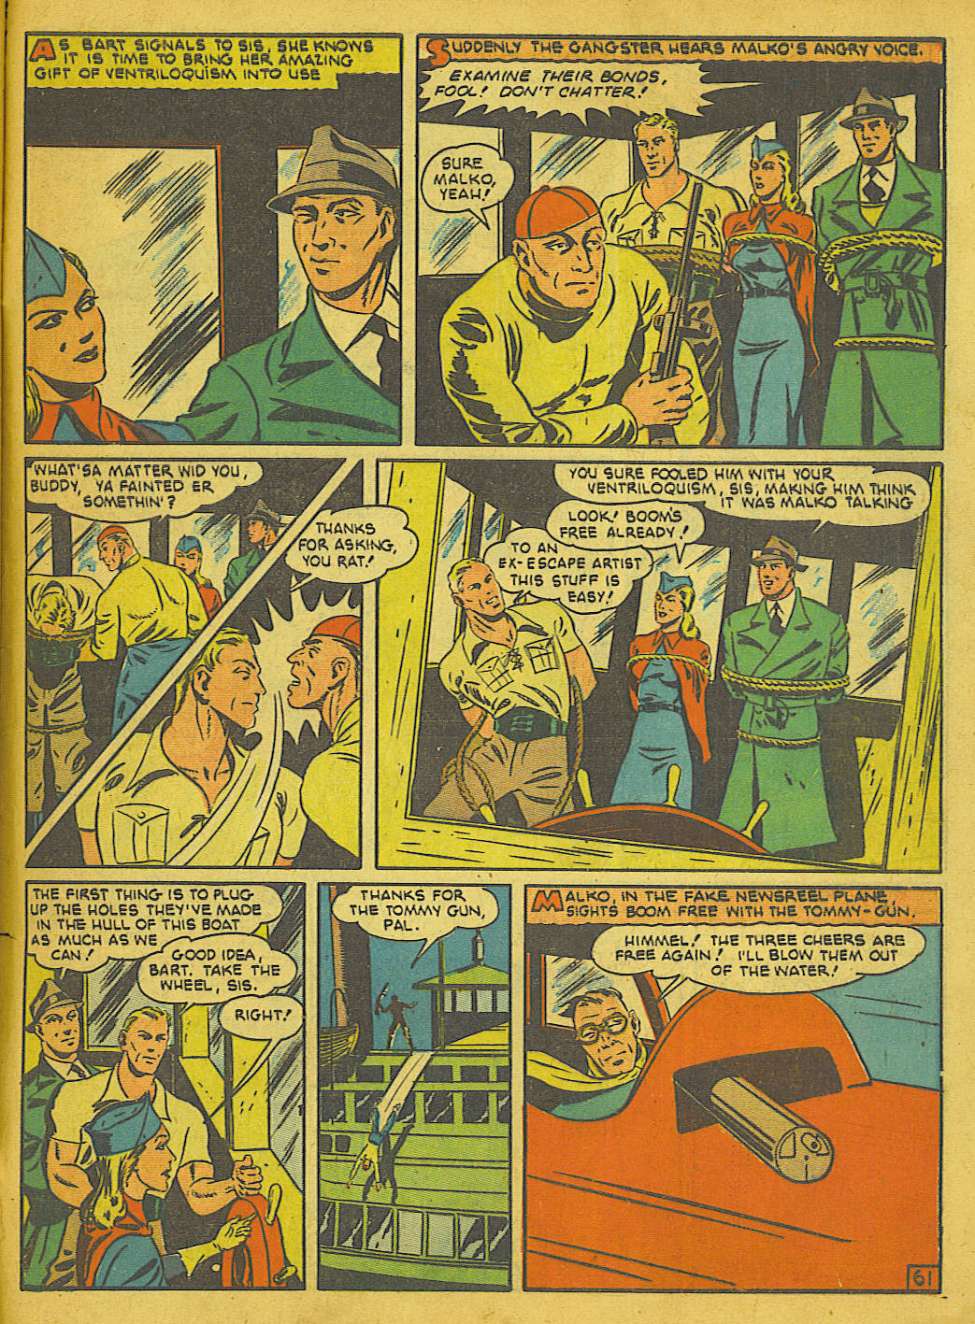 AS BART SIGNALS TO SIS, SHE KNOWS
IT IS TIME TO BRING HER AMAZING
GIFT OF VENTRILOQUISM INTO USE
SUDDENLY THE GANGSTER HEARS MALKO'S ANGRY VOICE.
EXAMINE THEIR BONDS,
FOOL! DON'T CHATTER!
SURE
MALKO,
YEAH!
WHAT'SA MATTER WID YOU,
BUDDY, YA FAINTED ER
SOMETHIN'?
THANKS
FOR ASKING,
YOU RAT!
YOU SURE FOOLED HIM WITH YOUR
VENTRILOQUISM, SIS, MAKING HIM THINK
IT WAS MALKO TALKING
LOOK! BOOM'S
FREE ALREADY!
TO AN
EX-ESCAPE ARTIST
THIS STUFF IS
EASY!
THE FIRST THING IS TO PLUG
UP THE HOLES THEY'VE MADE
IN THE HULL OF THIS BOAT
AS MUCH AS WE
CAN!
GOOD IDEA,
BART. TAKE THE
WHEEL, SIS.
RIGHT!
THANKS FOR
THE TOMMY GUN,
PAL.
MALKO, IN THE FAKE NEWSREEL PLANE,
SIGHTS BOOM FREE WITH THE TOMMY-GUN.
HIMMEL! THE THREE CHEERS ARE
FREE AGAIN! I'LL BLOW THEM OUT
OF THE WATER!
61